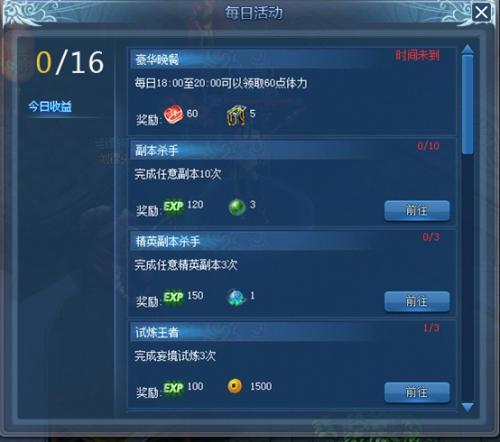 每日活动
0/16
今日收益
豪华晚餐
时间未到
每日18:00至20:00可以领取60点体力
奖励: 60 5
副本杀手
0/10
完成任意副本10次
奖励: EXP 120 3
前往
精英副本杀手
0/3
完成任意精英副本3次
奖励: EXP 150 1
前往
试炼王者
1/3
完成妄境试炼3次
奖励: EXP 100 1500
前往